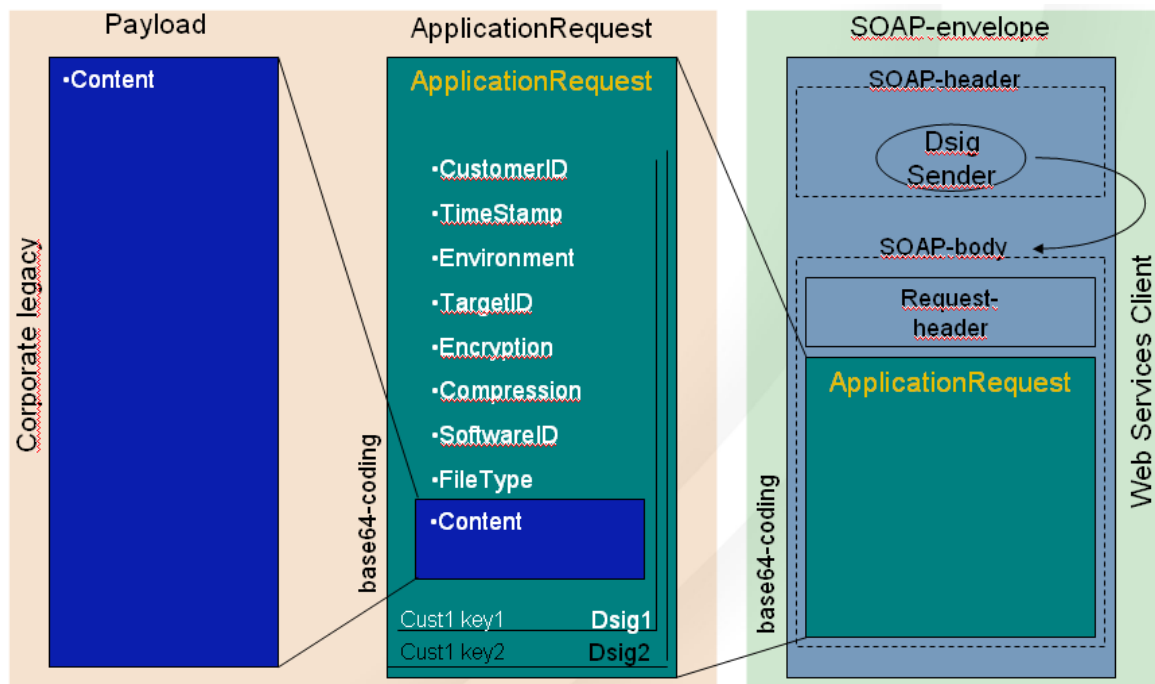 Payload
ApplicationRequest
SOAP-envelope
Corporate legacy
•Content
ApplicationRequest
•CustomerID
•TimeStamp
•Environment
•TargetID
•Encryption
•Compression
•SoftwareID
•FileType
•Content
base64-coding
Cust1 key1 Dsig1
Cust1 key2 Dsig2
SOAP-header
Dsig
Sender
SOAP-body
Request-
header
ApplicationRequest
base64-coding
Web Services Client